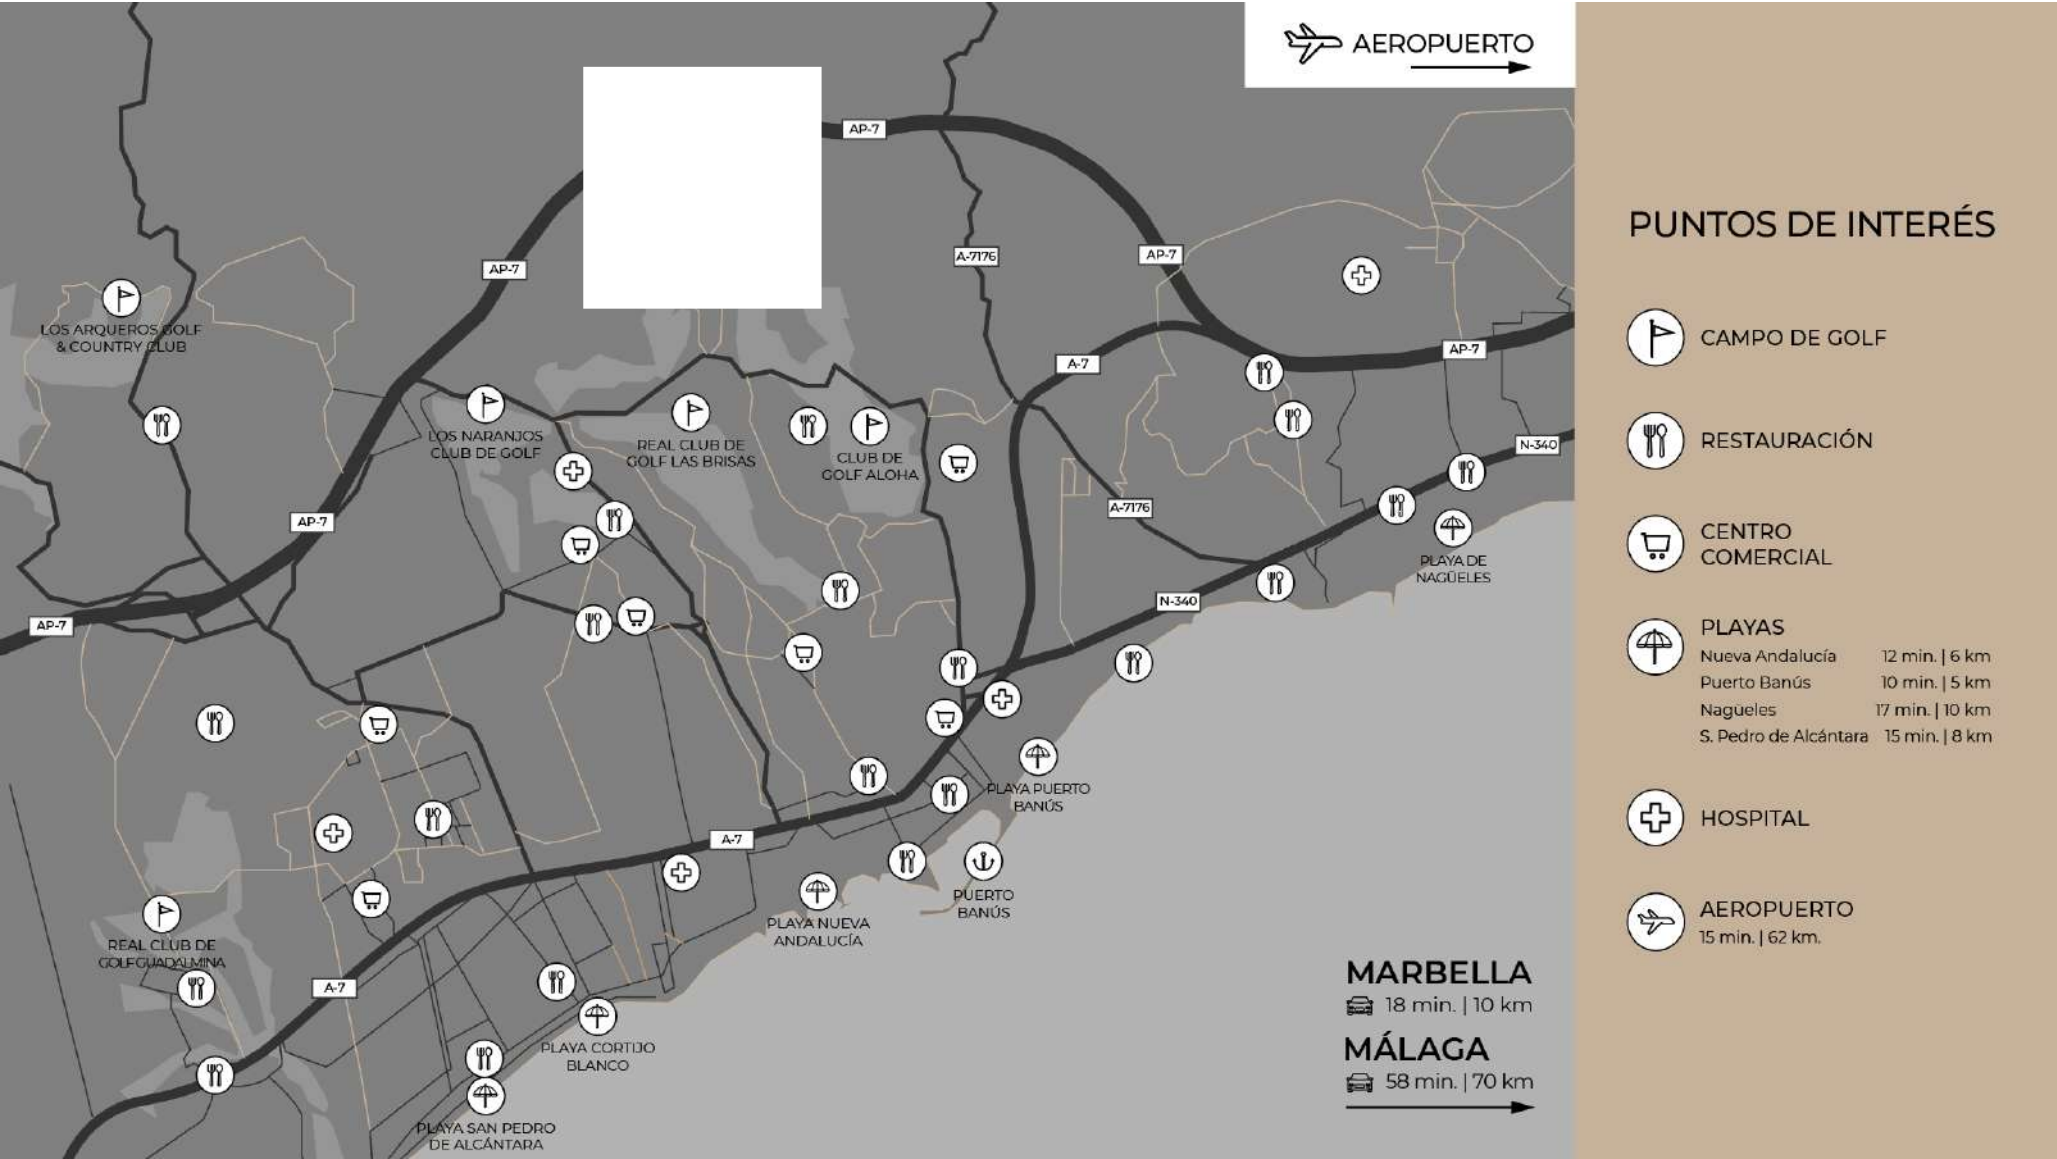 AEROPUERTO
AP-7
A-7176
AP-7
AP-7
LOS ARQUEROS GOLF
& COUNTRY CLUB
A-7
AP-7
LOS NARANJOS
CLUB DE GOLF
REAL CLUB DE
GOLF LAS BRISAS
CLUB DE
GOLF ALOHA
N-340
A-7176
AP-7
PLAYA DE
NAGÜELES
N-340
AP-7
PLAYA PUERTO
BANÚS
A-7
PUERTO
BANÚS
PLAYA NUEVA
ANDALUCÍA
REAL CLUB DE
GOLF GUADALMINA
A-7
PLAYA CORTIJO
BLANCO
PLAYA SAN PEDRO
DE ALCÁNTARA
MARBELLA
18 min. | 10 km
MÁLAGA
58 min. | 70 km
PUNTOS DE INTERÉS
CAMPO DE GOLF
RESTAURACIÓN
CENTRO
COMERCIAL
PLAYAS
Nueva Andalucía 12 min. | 6 km
Puerto Banús 10 min. | 5 km
Nagüeles 17 min. | 10 km
S. Pedro de Alcántara 15 min. | 8 km
HOSPITAL
AEROPUERTO
15 min. | 62 km.